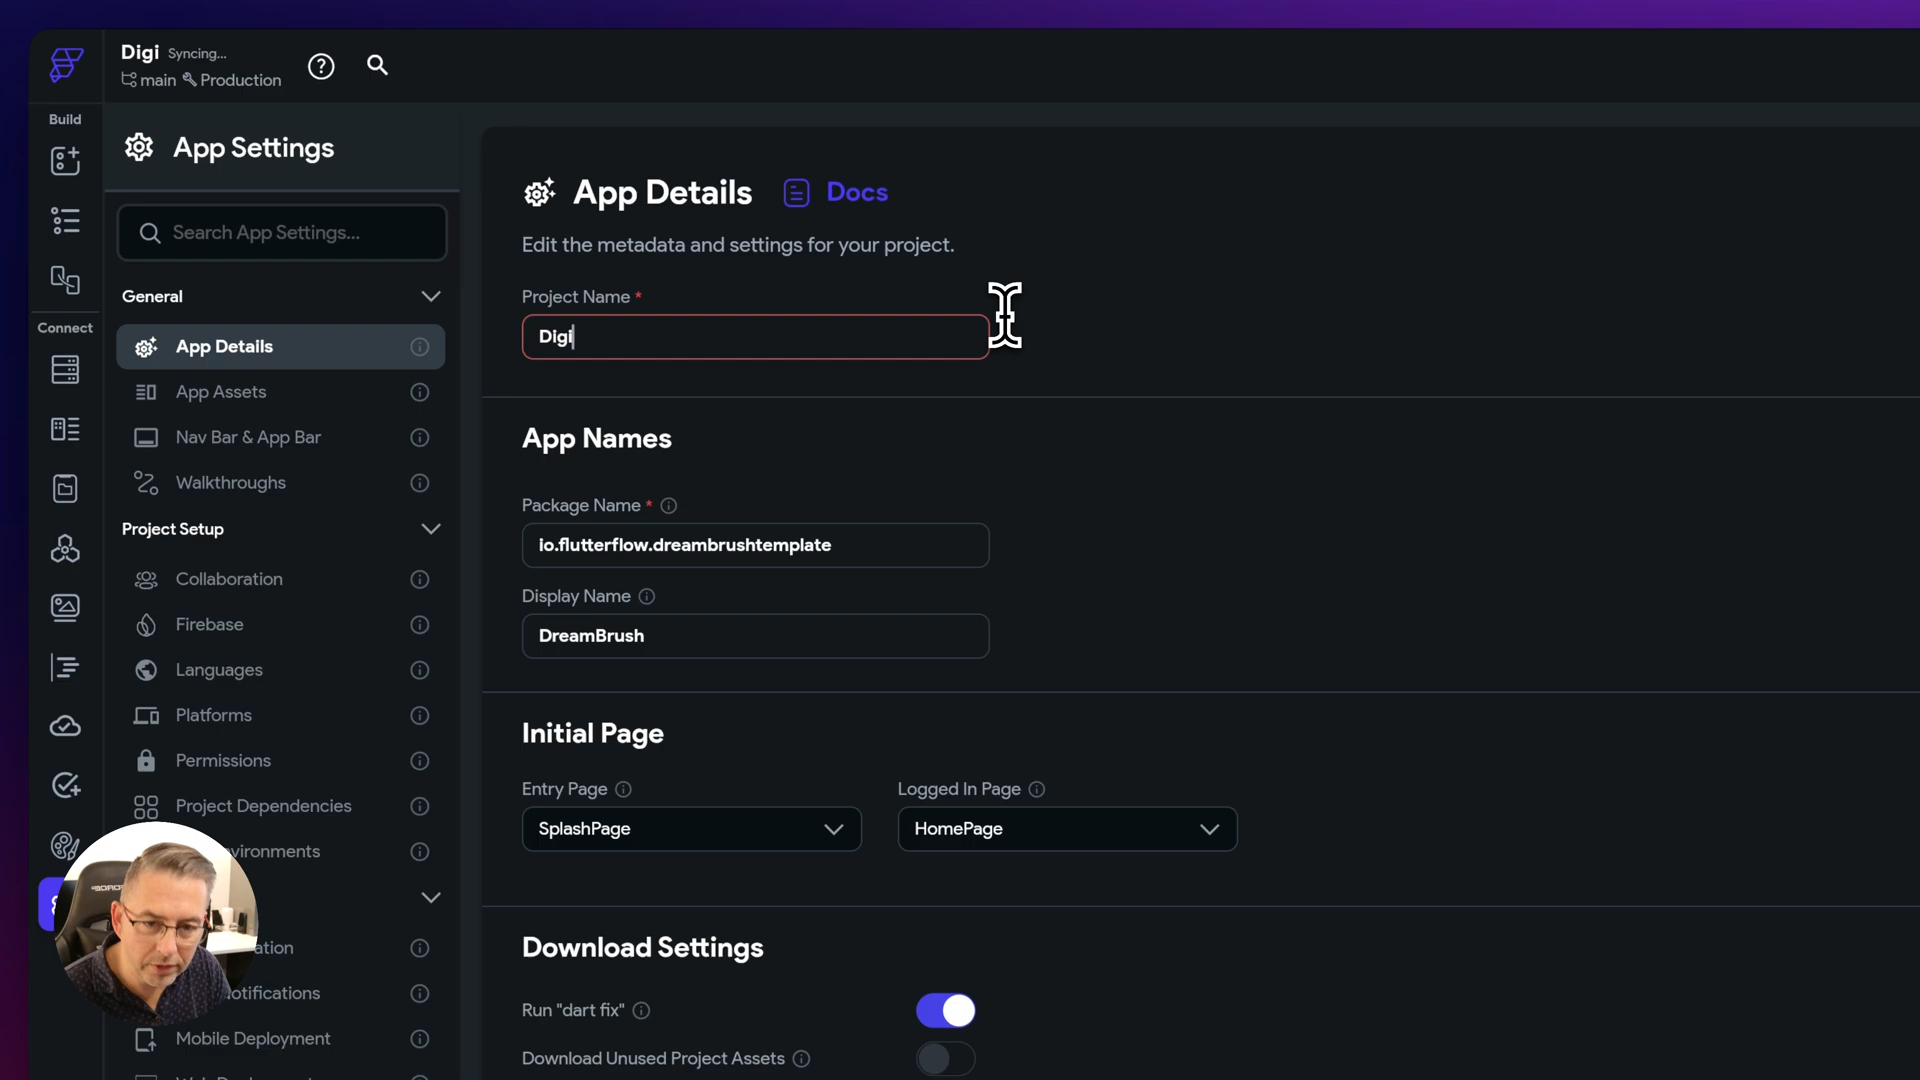 Digi Syncing...
main Production
Build
App Settings
Search App Settings...
General
App Details
App Assets
Nav Bar & App Bar
Walkthroughs
Connect
Project Setup
Collaboration
Firebase
Languages
Platforms
Permissions
Project Dependencies
vironments
ation
otifications
Mobile Deployment
App Details
Docs
Edit the metadata and settings for your project.
Project Name *
Digi
App Names
Package Name *
io.flutterflow.dreambrushtemplate
Display Name
DreamBrush
Initial Page
Entry Page
Logged In Page
SplashPage
HomePage
Download Settings
Run "dart fix"
Download Unused Project Assets